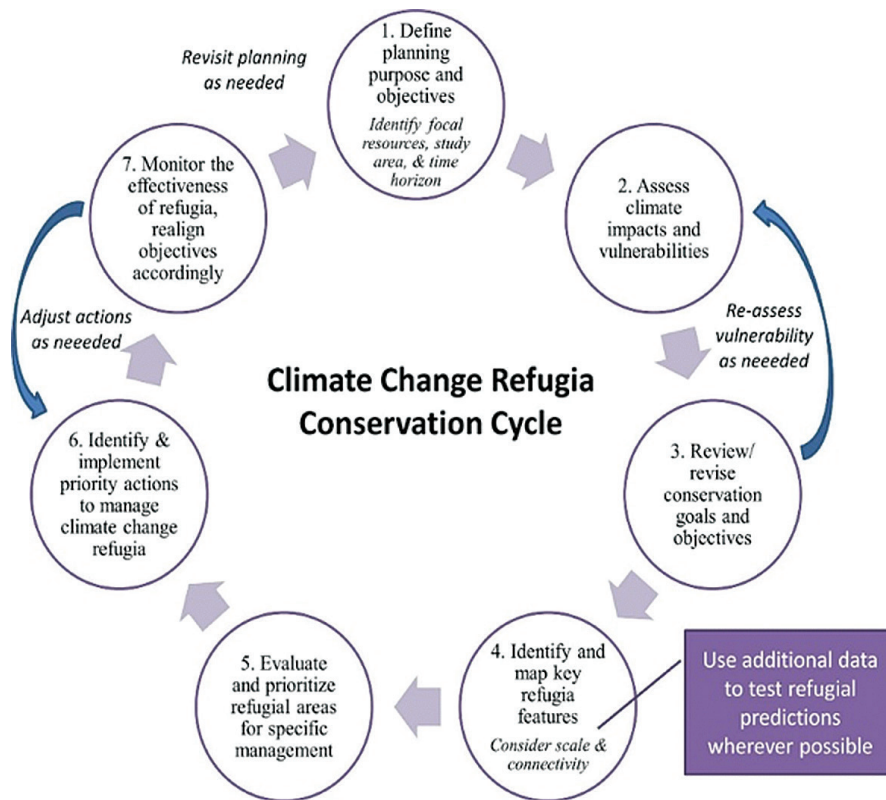 Revisit planning
as needed
1. Define
planning
purpose and
objectives
Identify focal
resources, study
area, & time
horizon
2. Assess
climate
impacts and
vulnerabilities
Re-assess
vulnerability
as neeeded
3. Review/
revise
conservation
goals and
objectives
4. Identify and
map key
refugia
features
Consider scale &
connectivity
Use additional data
to test refugial
predictions
wherever possible
5. Evaluate
and prioritize
refugial areas
for specific
management
6. Identify &
implement
priority actions
to manage
climate change
refugia
Adjust actions
as neeeded
7. Monitor the
effectiveness
of refugia,
realign
objectives
accordingly
Climate Change Refugia
Conservation Cycle